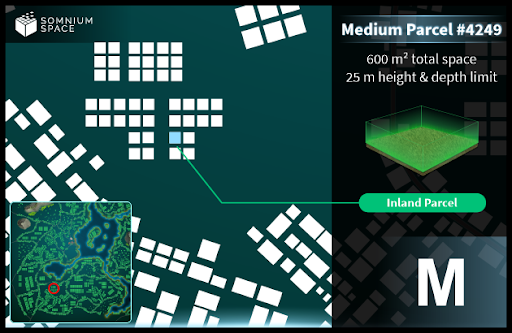 SOMNIUM
SPACE
Medium Parcel #4249
600 m² total space
25 m height & depth limit
Inland Parcel
M